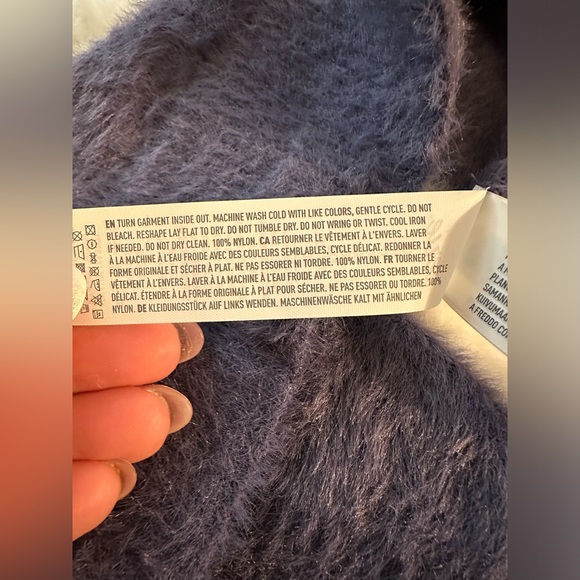 EN TURN GARMENT INSIDE OUT. MACHINE WASH COLD WITH LIKE COLORS, GENTLE CYCLE. DO NOT
BLEACH. RESHAPE LAY FLAT TO DRY. DO NOT TUMBLE DRY. DO NOT WRING OR TWIST. COOL IRON
IF NEEDED. DO NOT DRY CLEAN. 100% NYLON. CA RETOURNER LE VÊTEMENT À L'ENVERS. LAVER
À LA MACHINE À L'EAU FROIDE AVEC DES COULEURS SEMBLABLES, CYCLE DÉLICAT. REDONNER LA
FORME ORIGINALE ET SÉCHER À PLAT. NE PAS ESSORER NI TORDRE. 100% NYLON. FR TOURNER LE
VÊTEMENT À L'ENVERS. LAVER À LA MACHINE À L'EAU FROIDE AVEC DES COULEURS SEMBLABLES, CYCLE
DÉLICAT. ÉTENDRE À LA FORME ORIGINALE À PLAT POUR SÉCHER. NE PAS ESSORER OU TORDRE. 100%
NYLON. DE KLEIDUNGSSTÜCK AUF LINKS WENDEN. MASCHINENWÄSCHE KALT MIT ÄHNLICHEN
PLAN
SAMAN
KUIVUMAA
A FREDDO CO